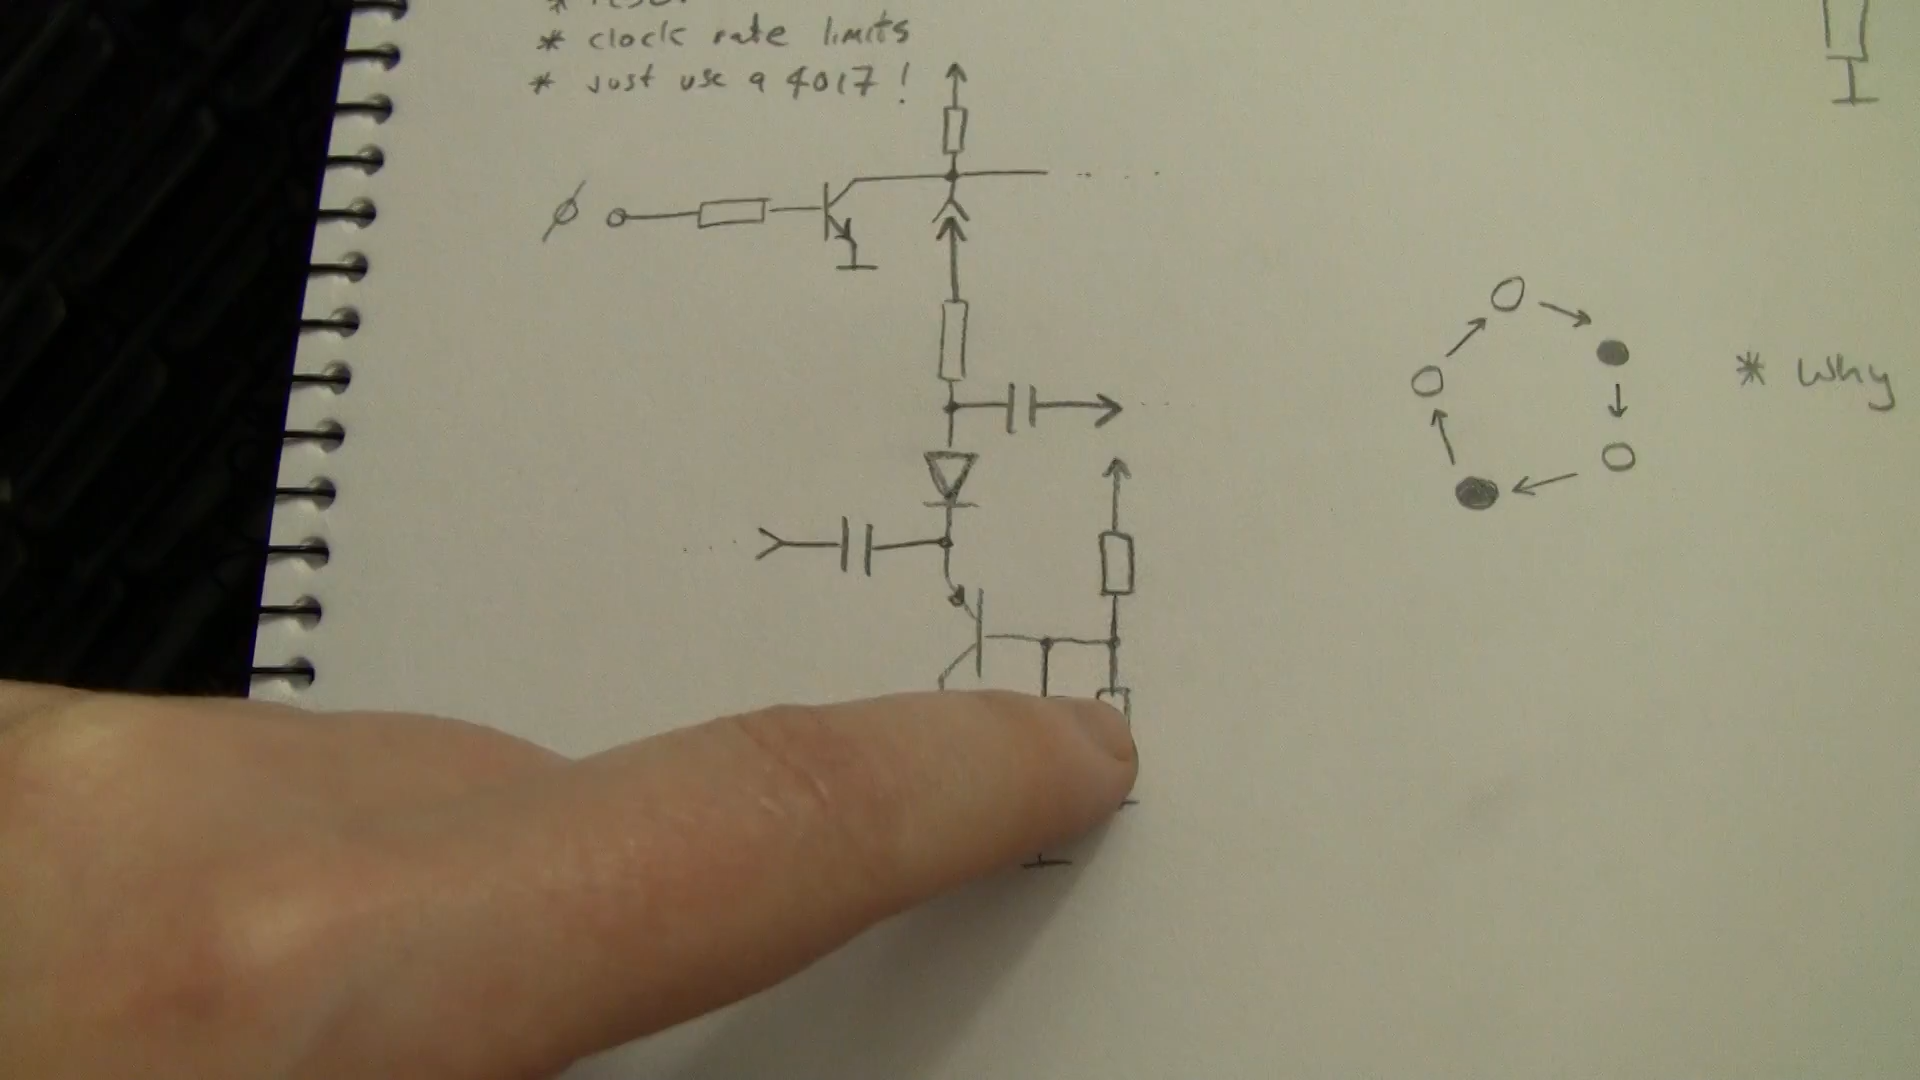 * clock rate limits
* just use a 4017!
ø
* Why